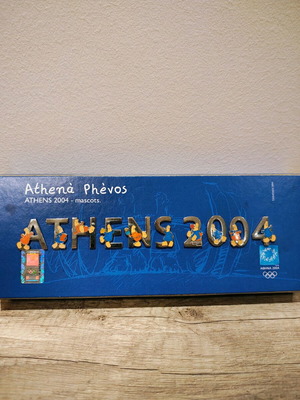 Athenà Phèvos
ATHENS 2004 - mascots.
ATHENS 2004
ATHENS 2004